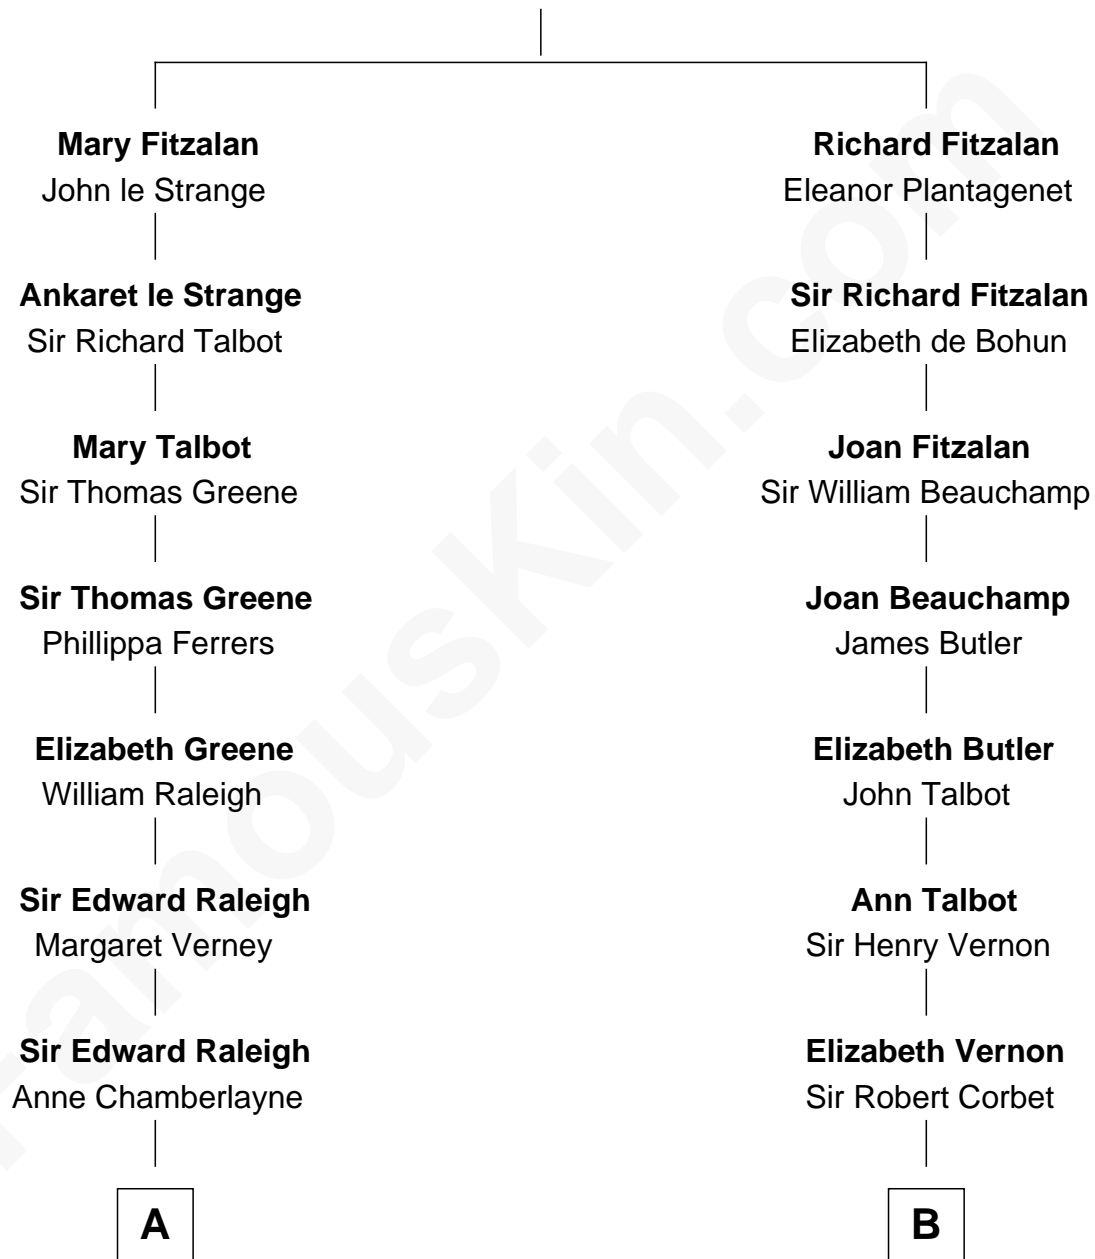 Mary Fitzalan
John le Strange
Ankaret le Strange
Sir Richard Talbot
Mary Talbot
Sir Thomas Greene
Sir Thomas Greene
Phillippa Ferrers
Elizabeth Greene
William Raleigh
Sir Edward Raleigh
Margaret Verney
Sir Edward Raleigh
Anne Chamberlayne
A
Richard Fitzalan
Eleanor Plantagenet
Sir Richard Fitzalan
Elizabeth de Bohun
Joan Fitzalan
Sir William Beauchamp
Joan Beauchamp
James Butler
Elizabeth Butler
John Talbot
Ann Talbot
Sir Henry Vernon
Elizabeth Vernon
Sir Robert Corbet
B
FamousKin.com